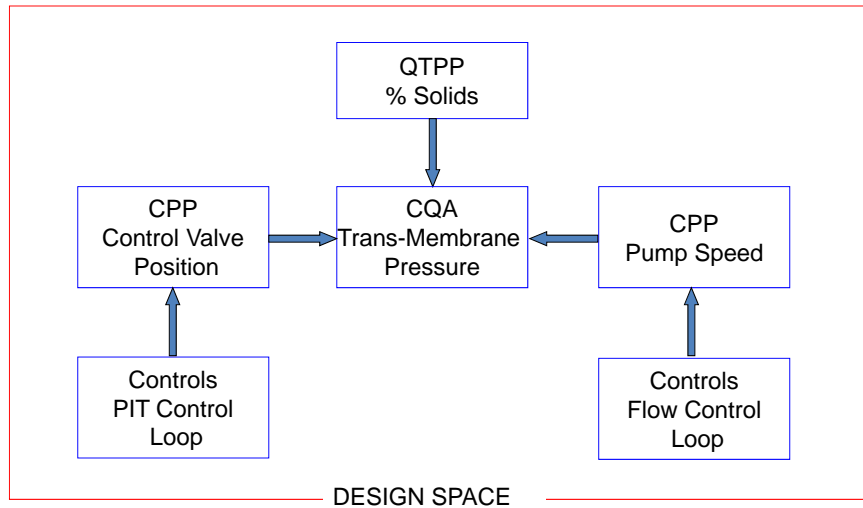 QTPP
% Solids
CPP
Control Valve
Position
CQA
Trans-Membrane
Pressure
CPP
Pump Speed
Controls
PIT Control
Loop
Controls
Flow Control
Loop
DESIGN SPACE